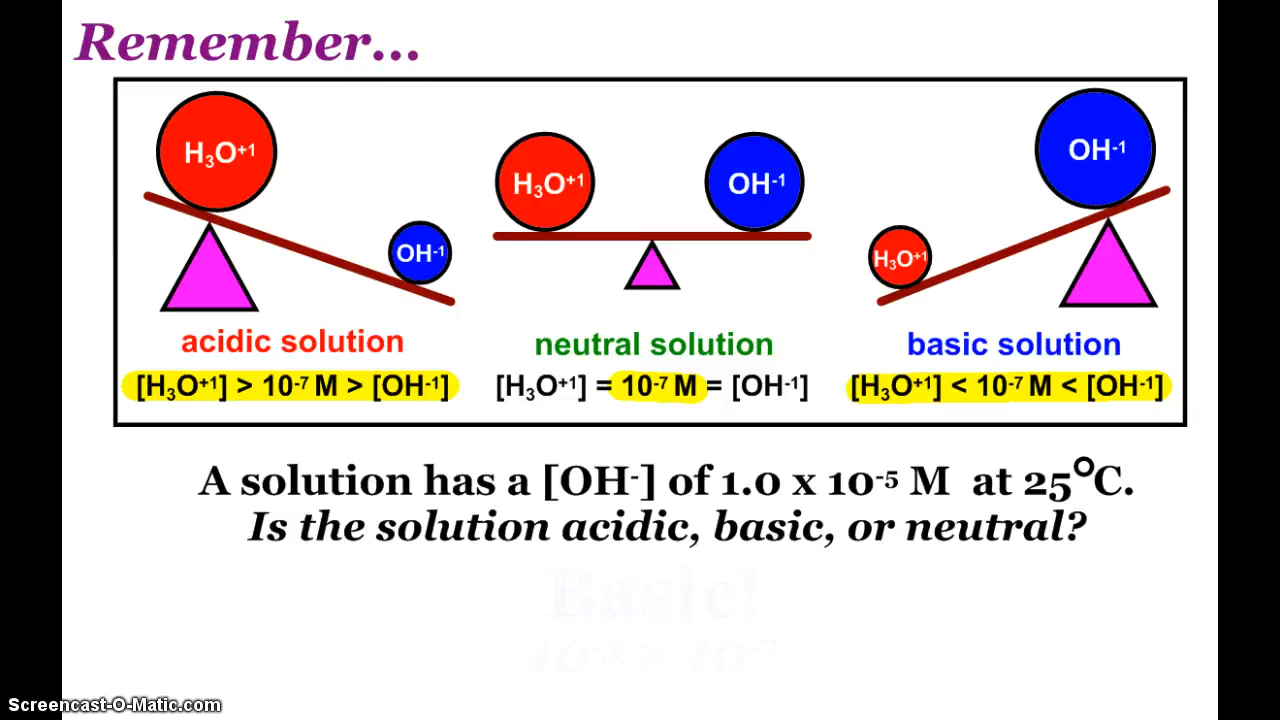 Remember...
H₃O⁺¹
OH⁻¹
H₃O⁺¹
OH⁻¹
H₃O⁺¹
OH⁻¹
acidic solution
[H₃O⁺¹] > 10⁻⁷ M > [OH⁻¹]
neutral solution
[H₃O⁺¹] = 10⁻⁷ M = [OH⁻¹]
basic solution
[H₃O⁺¹] < 10⁻⁷ M < [OH⁻¹]
A solution has a [OH⁻] of 1.0 x 10⁻⁵ M at 25°C.
Is the solution acidic, basic, or neutral?
Basic!
Screencast-O-Matic.com